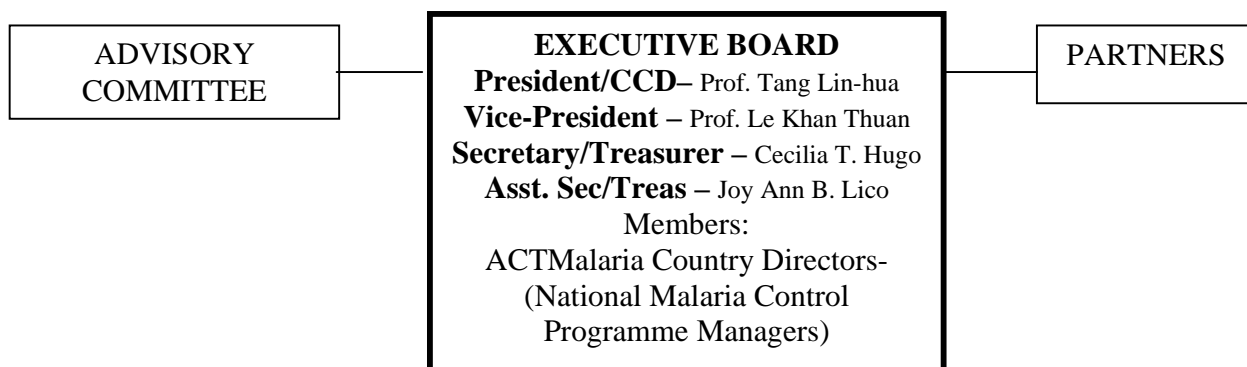 ADVISORY
COMMITTEE
EXECUTIVE BOARD
President/CCD– Prof. Tang Lin-hua
Vice-President – Prof. Le Khan Thuan
Secretary/Treasurer – Cecilia T. Hugo
Asst. Sec/Treas – Joy Ann B. Lico
Members:
ACTMalaria Country Directors-
(National Malaria Control
Programme Managers)
PARTNERS